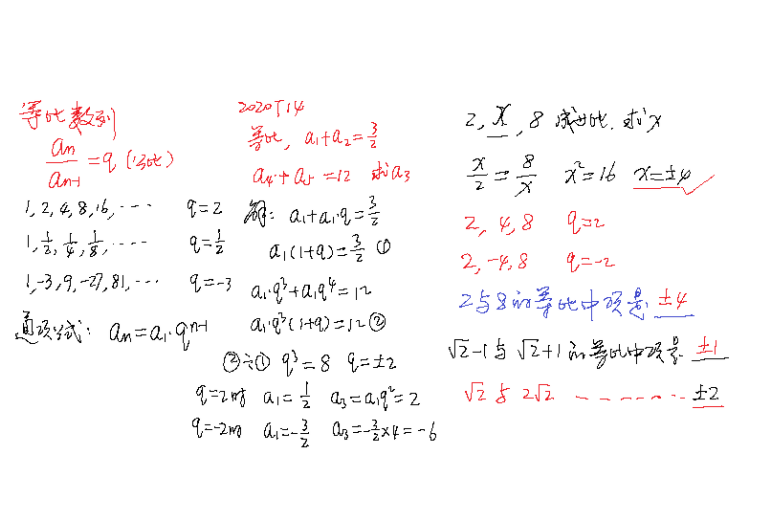 等比数列
an/an-1 = q (公比)
1, 2, 4, 8, 16, ···· q=2
1, 1/2, 1/4, 1/8, ···· q=1/2
1, -3, 9, -27, 81, ··· q=-3
通项公式: an=a1·q^(n-1)
2020T14
等比, a1+a2=3/2
a4+a5=12 求a3
解: a1+a1q=3/2
a1(1+q)=3/2 ①
a1·q³+a1q⁴=12
a1·q³(1+q)=12 ②
②÷① q³=8 q=±2
q=2时 a1=1/2 a3=a1q²=2
q=-2时 a1=-3/2 a3=-3/2×4=-6
2, x, 8 成等比. 求x
x/2=8/x x²=16 x=±4
2, 4, 8 q=2
2, -4, 8 q=-2
2与8的等比中项是 ±4
√2-1与√2+1的等比中项是 ±1
√2与2√2 -------- ±2